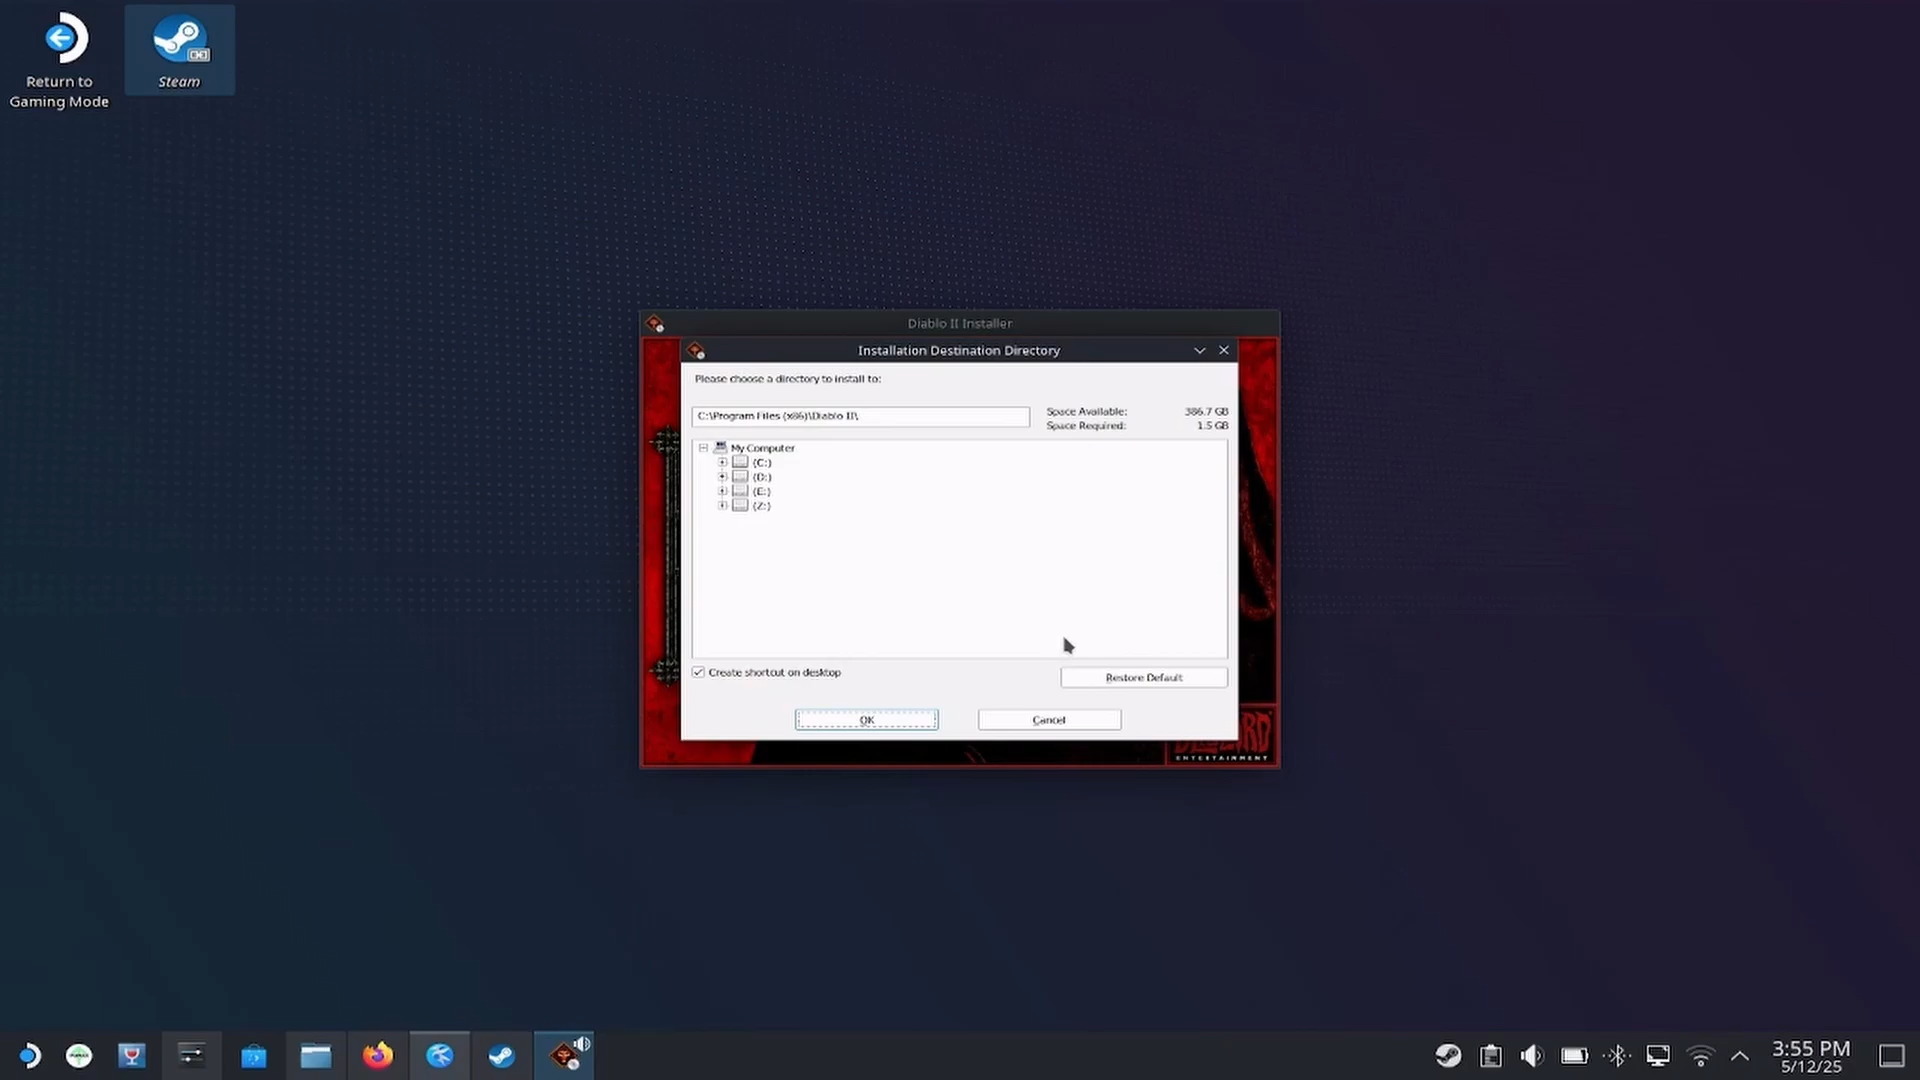 Return to
Gaming Mode
Steam
Diablo II Installer
Installation Destination Directory
Please choose a directory to install to:
C:\Program Files (x86)\Diablo II\
Space Available: 386.7 GB
Space Required: 1.5 GB
My Computer
(C:)
(D:)
(E:)
(Z:)
Create shortcut on desktop
Restore Default
OK
Cancel
ENTERTAINMENT
3:55 PM
5/12/25